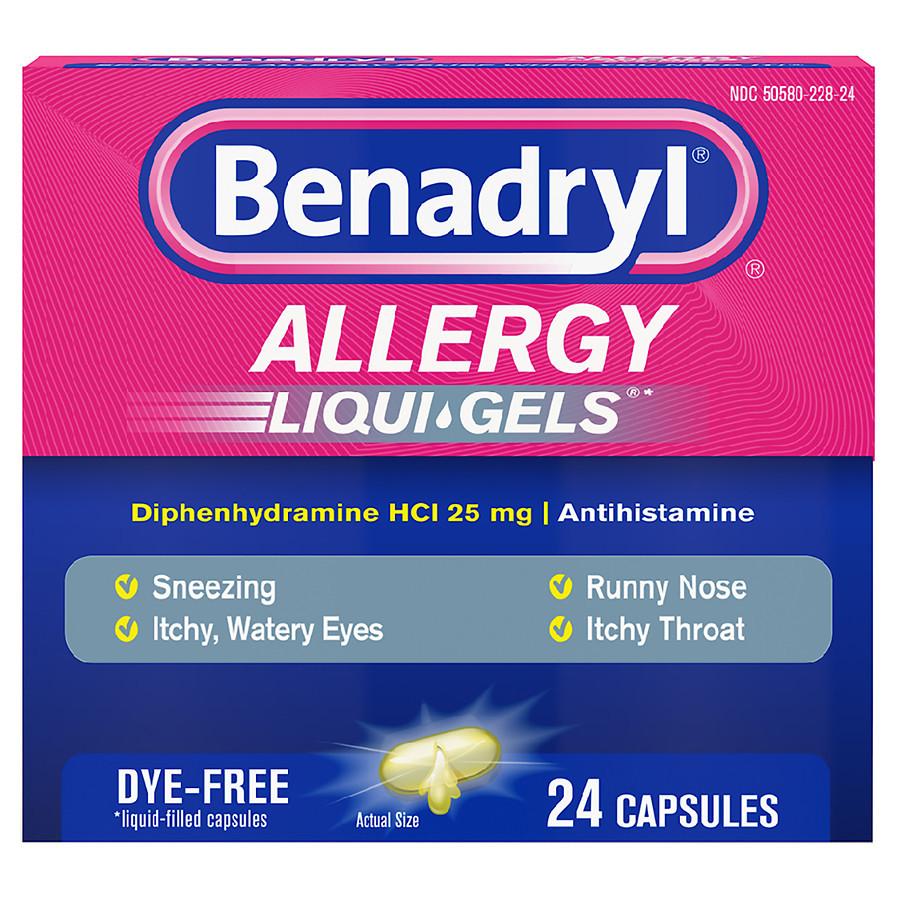 NDC 50580-228-24
Benadryl®
®
ALLERGY
LIQUI•GELS®*
Diphenhydramine HCl 25 mg | Antihistamine
Sneezing
Runny Nose
Itchy, Watery Eyes
Itchy Throat
DYE-FREE
*liquid-filled capsules
Actual Size
24 CAPSULES